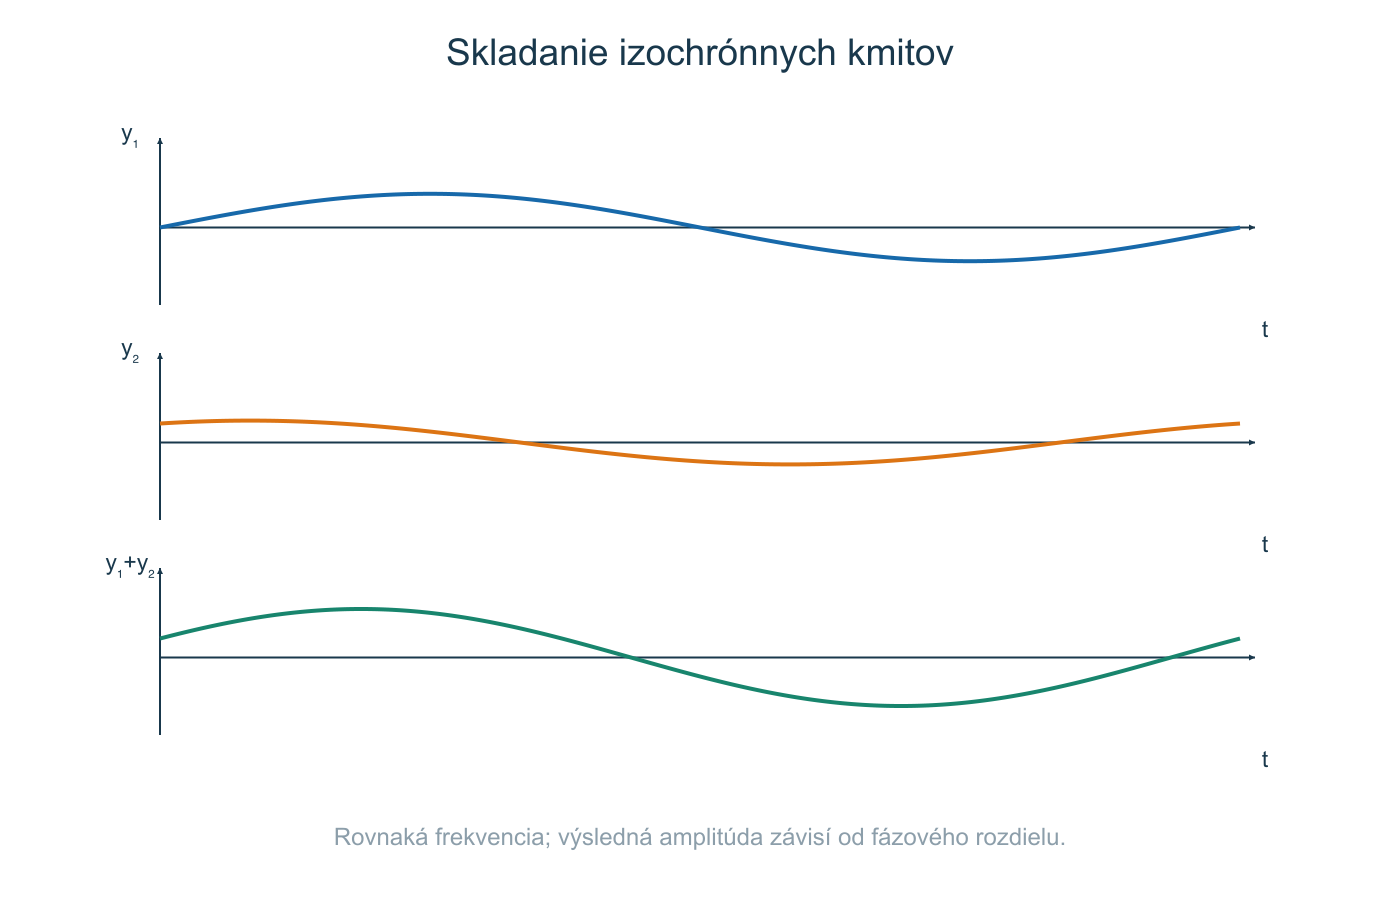 Skladanie izochrónnych kmitov
y₁
t
y₂
t
y₁+y₂
t
Rovnaká frekvencia; výsledná amplitúda závisí od fázového rozdielu.